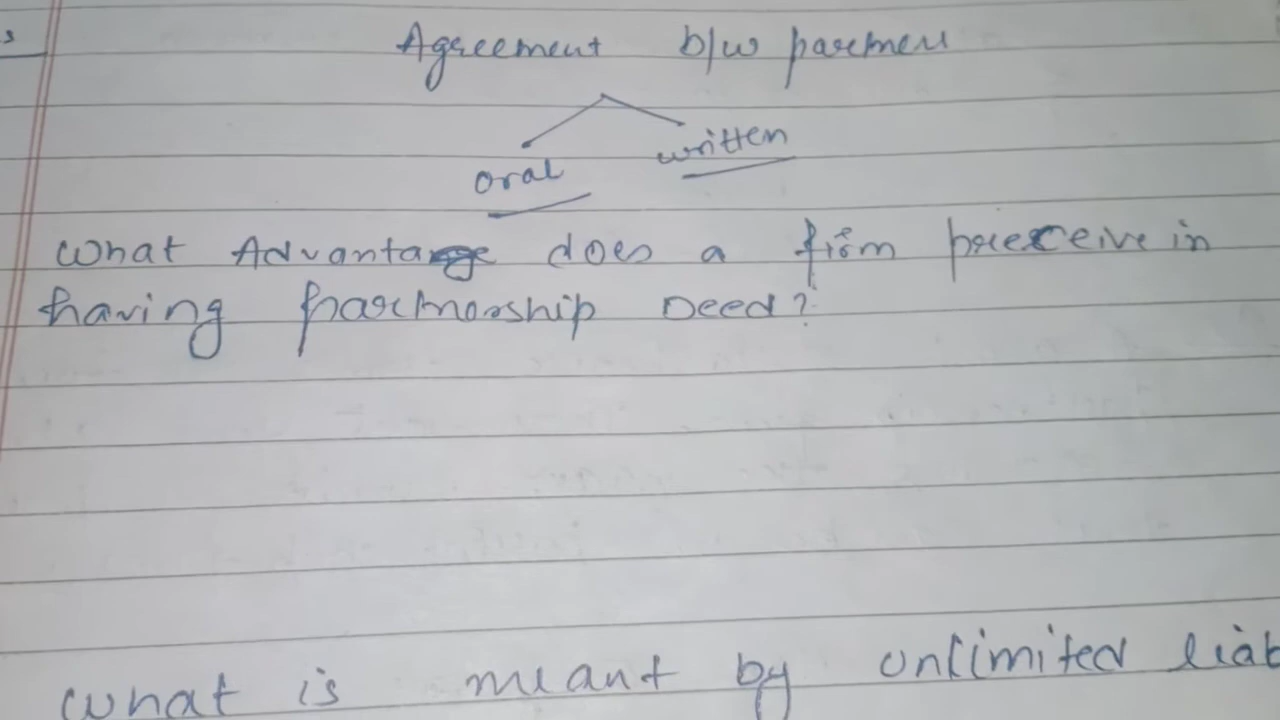 s
Agreement b/w partners
oral
written
What Advantage does a firm perceive in
having partnership Deed?
What is meant by unlimited liab